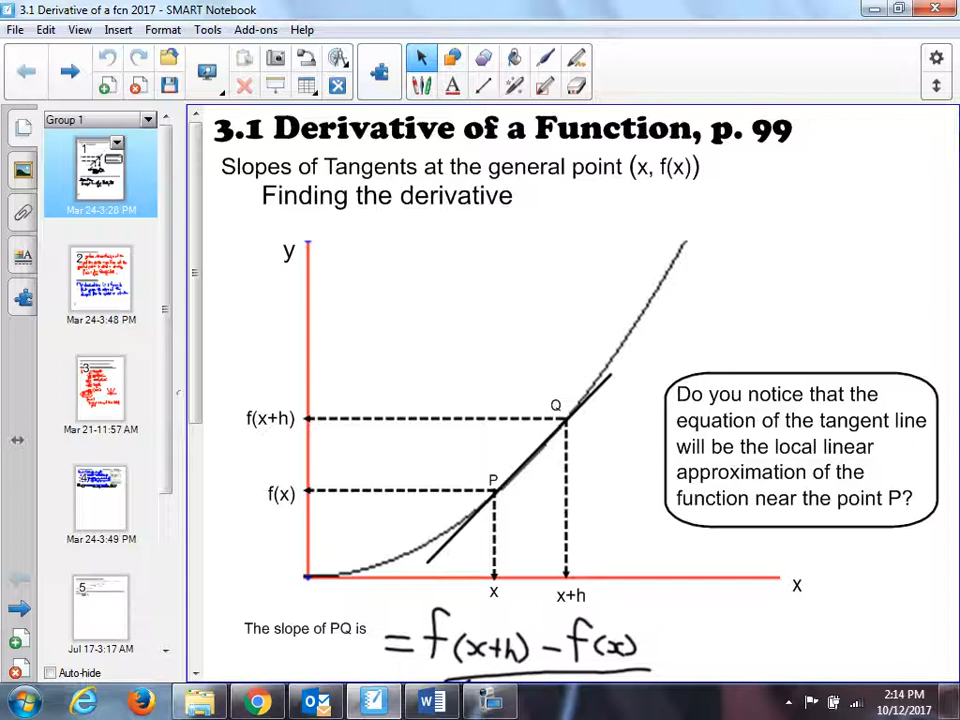 3.1 Derivative of a fcn 2017 - SMART Notebook
File Edit View Insert Format Tools Add-ons Help
Group 1
1
Mar 24-3:28 PM
2
Mar 24-3:48 PM
3
Mar 21-11:57 AM
4
Mar 24-3:49 PM
5
Jul 17-3:17 AM
Auto-hide
3.1 Derivative of a Function, p. 99
Slopes of Tangents at the general point (x, f(x))
Finding the derivative
y
f(x+h)
Q
f(x)
P
x
x+h
x
Do you notice that the
equation of the tangent line
will be the local linear
approximation of the
function near the point P?
The slope of PQ is
= f(x+h) - f(x)
2:14 PM
10/12/2017